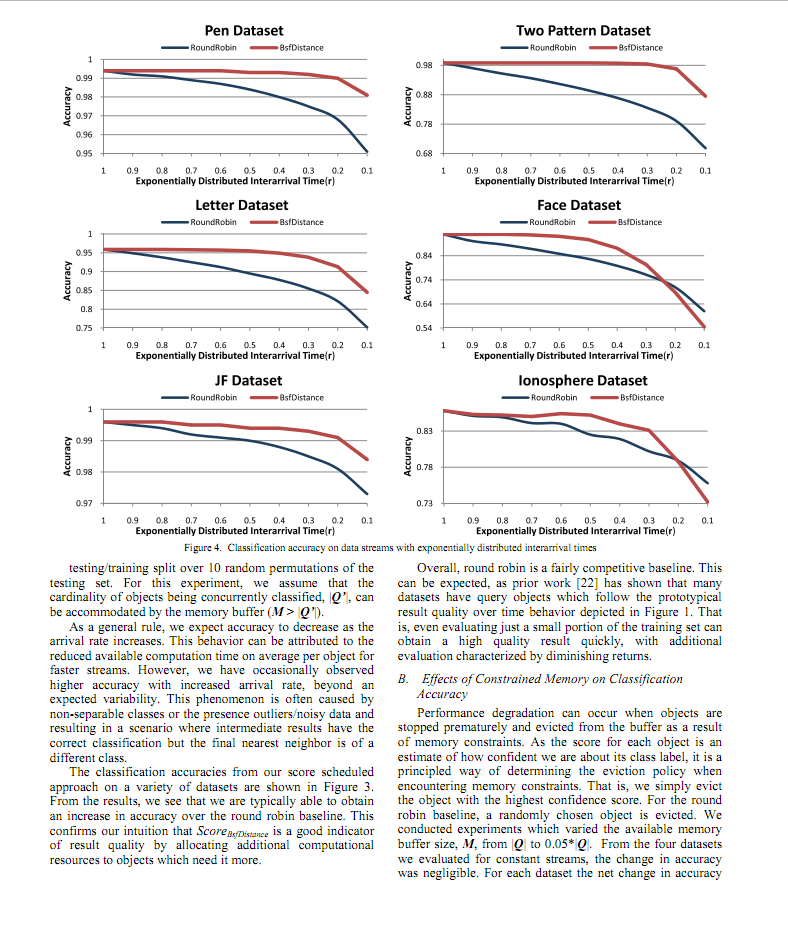 Pen Dataset
RoundRobin BsfDistance
1
0.99
0.98
0.97
0.96
0.95
Accuracy
1 0.9 0.8 0.7 0.6 0.5 0.4 0.3 0.2 0.1
Exponentially Distributed Interarrival Time(r)
Two Pattern Dataset
RoundRobin BsfDistance
0.98
0.88
0.78
0.68
Accuracy
1 0.9 0.8 0.7 0.6 0.5 0.4 0.3 0.2 0.1
Exponentially Distributed Interarrival Time(r)
Letter Dataset
RoundRobin BsfDistance
1
0.95
0.9
0.85
0.8
0.75
Accuracy
1 0.9 0.8 0.7 0.6 0.5 0.4 0.3 0.2 0.1
Exponentially Distributed Interarrival Time(r)
Face Dataset
RoundRobin BsfDistance
0.84
0.74
0.64
0.54
Accuracy
1 0.9 0.8 0.7 0.6 0.5 0.4 0.3 0.2 0.1
Exponentially Distributed Interarrival Time(r)
JF Dataset
RoundRobin BsfDistance
1
0.99
0.98
0.97
Accuracy
1 0.9 0.8 0.7 0.6 0.5 0.4 0.3 0.2 0.1
Exponentially Distributed Interarrival Time(r)
Ionosphere Dataset
RoundRobin BsfDistance
0.83
0.78
0.73
Accuracy
1 0.9 0.8 0.7 0.6 0.5 0.4 0.3 0.2 0.1
Exponentially Distributed Interarrival Time(r)
Figure 4. Classification accuracy on data streams with exponentially distributed interarrival times
testing/training split over 10 random permutations of the
testing set. For this experiment, we assume that the
cardinality of objects being concurrently classified, |Q'|, can
be accommodated by the memory buffer (M > |Q'|).
As a general rule, we expect accuracy to decrease as the
arrival rate increases. This behavior can be attributed to the
reduced available computation time on average per object for
faster streams. However, we have occasionally observed
higher accuracy with increased arrival rate, beyond an
expected variability. This phenomenon is often caused by
non-separable classes or the presence outliers/noisy data and
resulting in a scenario where intermediate results have the
correct classification but the final nearest neighbor is of a
different class.
The classification accuracies from our score scheduled
approach on a variety of datasets are shown in Figure 3.
From the results, we see that we are typically able to obtain
an increase in accuracy over the round robin baseline. This
confirms our intuition that ScoreBsfDistance is a good indicator
of result quality by allocating additional computational
resources to objects which need it more.
Overall, round robin is a fairly competitive baseline. This
can be expected, as prior work [22] has shown that many
datasets have query objects which follow the prototypical
result quality over time behavior depicted in Figure 1. That
is, even evaluating just a small portion of the training set can
obtain a high quality result quickly, with additional
evaluation characterized by diminishing returns.
B. Effects of Constrained Memory on Classification
Accuracy
Performance degradation can occur when objects are
stopped prematurely and evicted from the buffer as a result
of memory constraints. As the score for each object is an
estimate of how confident we are about its class label, it is a
principled way of determining the eviction policy when
encountering memory constraints. That is, we simply evict
the object with the highest confidence score. For the round
robin baseline, a randomly chosen object is evicted. We
conducted experiments which varied the available memory
buffer size, M, from |Q| to 0.05*|Q|. From the four datasets
we evaluated for constant streams, the change in accuracy
was negligible. For each dataset the net change in accuracy